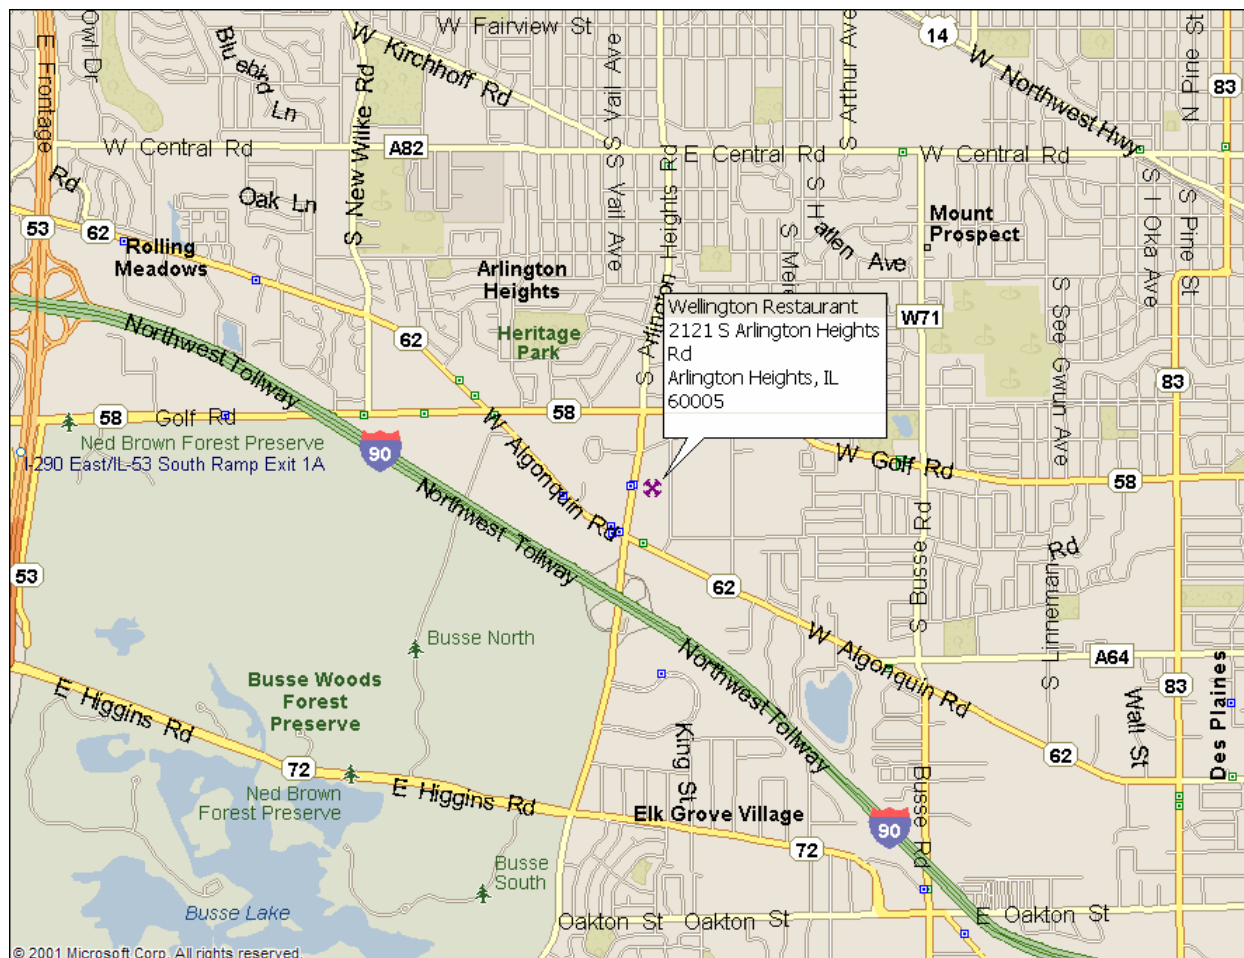 W Fairview St
14
E Frontage
Owl Dr
Bluebird Ln
W Kirchhoff Rd
S New Wilke Rd
S Vail Ave
S Vail Ave
S Arthur Ave
W Northwest Hwy
N Pine St
83
W Central Rd
A82
E Central Rd
W Central Rd
Rd
Oak Ln
53
62
Rolling
Meadows
Arlington
Heights
S Arlington Heights Rd
S Hatlen Ave
S Mei
Mount
Prospect
S I Oka Ave
S Pine St
S See Gwun Ave
W71
Northwest Tollway
62
Heritage
Park
Wellington Restaurant
2121 S Arlington Heights
Rd
Arlington Heights, IL
60005
83
58
Golf Rd
58
Ned Brown Forest Preserve
I-290 East/IL-53 South Ramp Exit 1A
90
W Algonquin Rd
W Golf Rd
58
Northwest Tollway
53
62
S Busse Rd
S Linneman Rd
Busse North
W Algonquin Rd
A64
Northwest Tollway
83
Wall St
Des Plaines
Busse Woods
Forest
Preserve
E Higgins Rd
72
King St
62
Ned Brown
Forest Preserve
E Higgins Rd
Elk Grove Village
Busse Rd
90
72
Busse
South
Busse Lake
Oakton St
Oakton St
E Oakton St
© 2001 Microsoft Corp. All rights reserved.